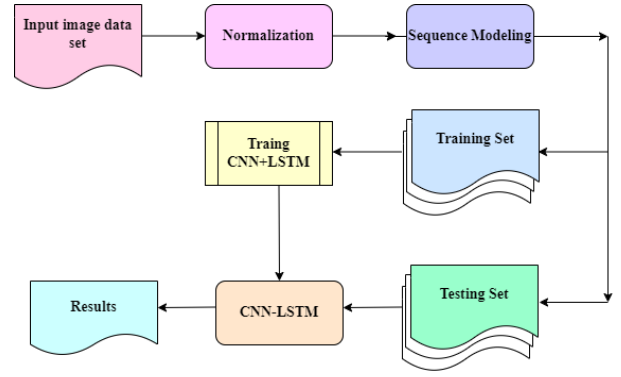 Input image data
set
Normalization
Sequence Modeling
Traing
CNN+LSTM
Training Set
Results
CNN-LSTM
Testing Set